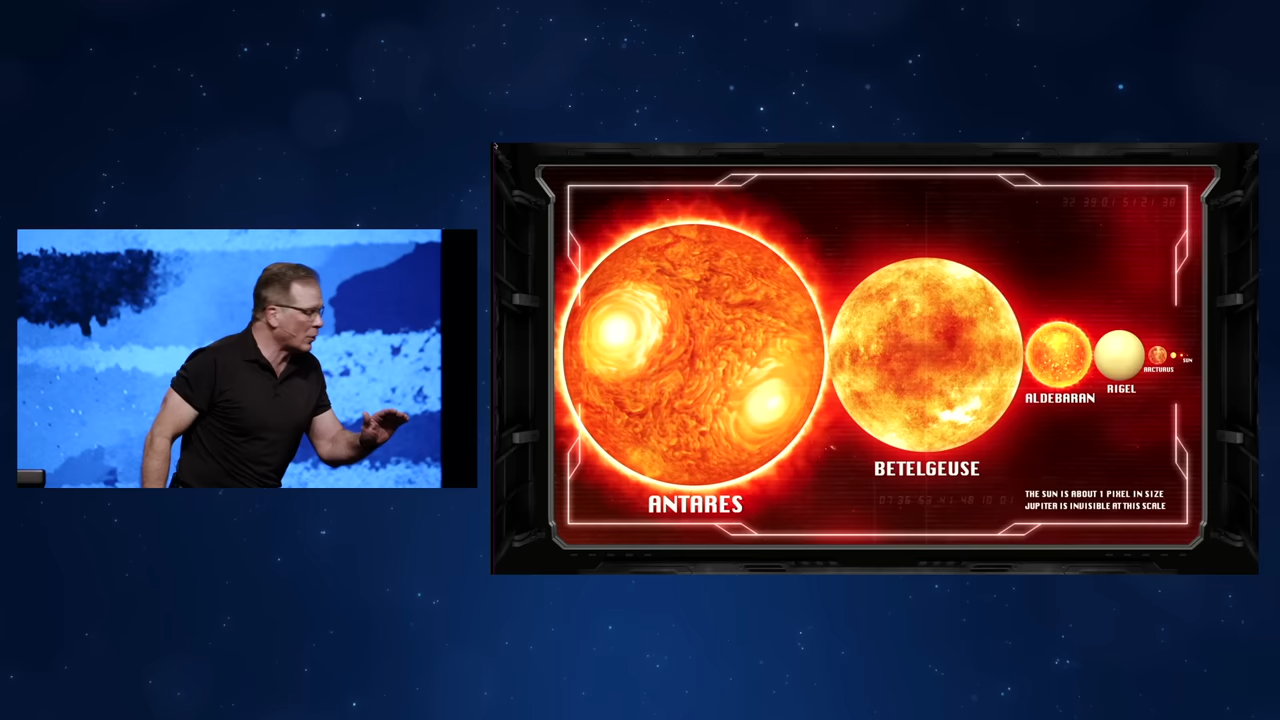 ANTARES
BETELGEUSE
ALDEBARAN
RIGEL
ARCTURUS
SUN
THE SUN IS ABOUT 1 PIXEL IN SIZE
JUPITER IS INVISIBLE AT THIS SCALE